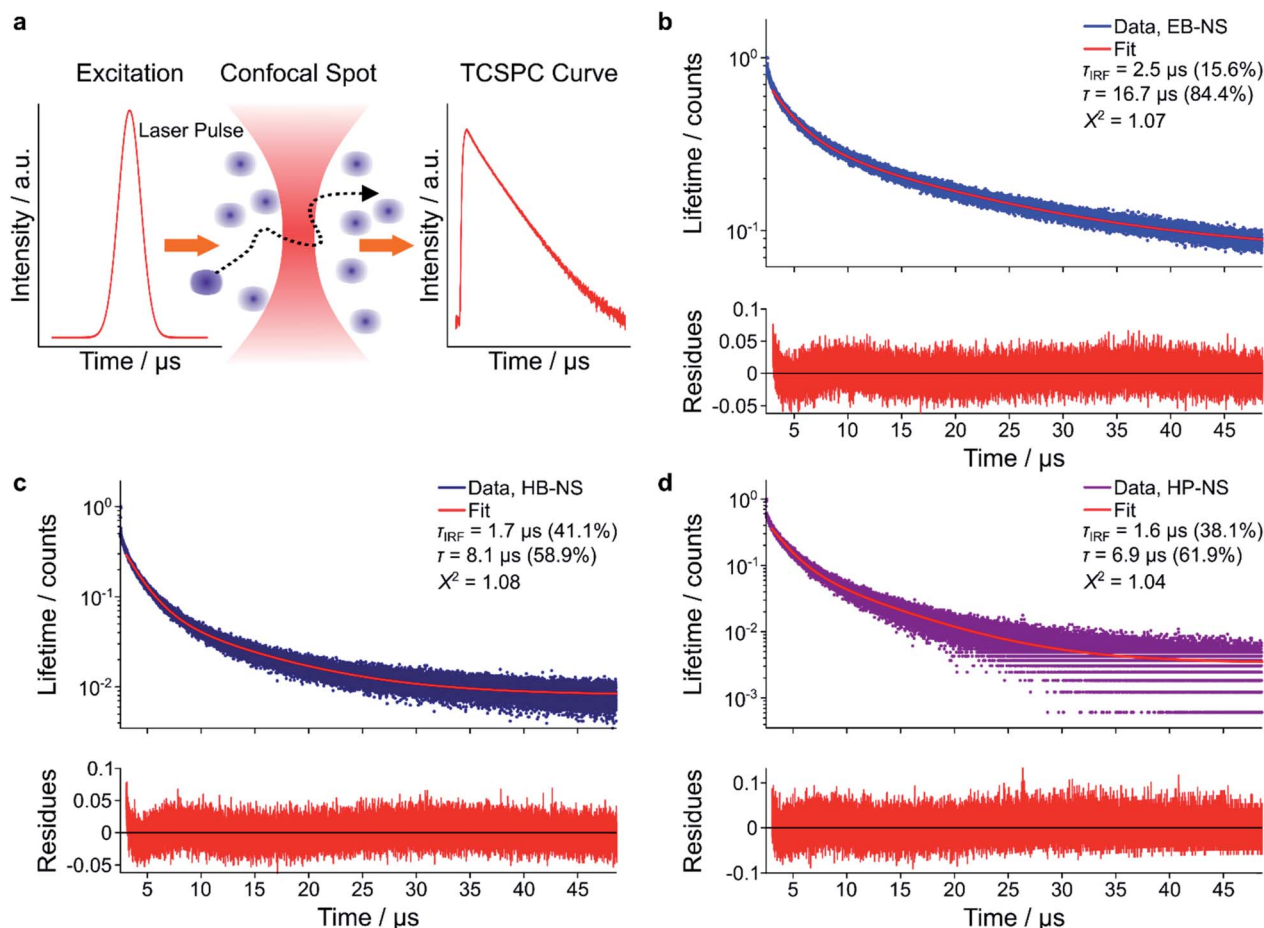 a
Excitation
Confocal Spot
TCSPC Curve
Laser Pulse
Intensity / a.u.
Time / μs
Intensity / a.u.
Time / μs
b
Data, EB-NS
Fit
τIRF = 2.5 μs (15.6%)
τ = 16.7 μs (84.4%)
X² = 1.07
Lifetime / counts
10⁰
10⁻¹
Residues
0.1
0.05
0
-0.05
5 10 15 20 25 30 35 40 45
Time / μs
c
Data, HB-NS
Fit
τIRF = 1.7 μs (41.1%)
τ = 8.1 μs (58.9%)
X² = 1.08
Lifetime / counts
10⁰
10⁻¹
10⁻²
Residues
0.1
0.05
0
-0.05
5 10 15 20 25 30 35 40 45
Time / μs
d
Data, HP-NS
Fit
τIRF = 1.6 μs (38.1%)
τ = 6.9 μs (61.9%)
X² = 1.04
Lifetime / counts
10⁰
10⁻¹
10⁻²
10⁻³
Residues
0.1
0
-0.1
5 10 15 20 25 30 35 40 45
Time / μs